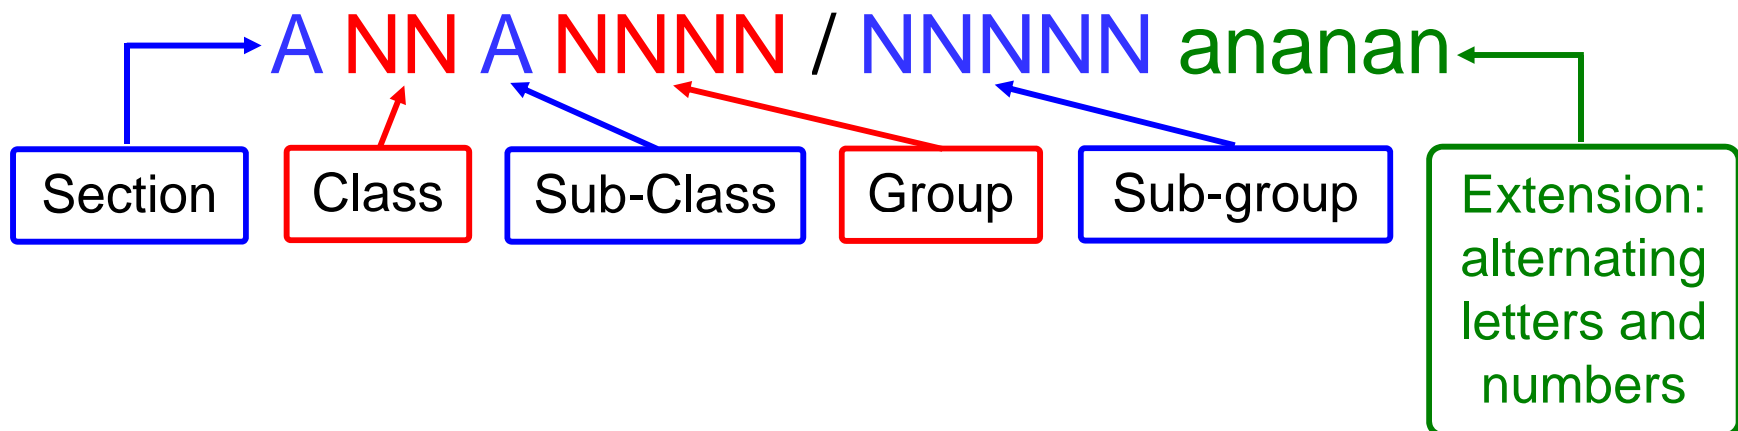 A NN A NNNN / NNNNN ananan
Section
Class
Sub-Class
Group
Sub-group
Extension:
alternating
letters and
numbers